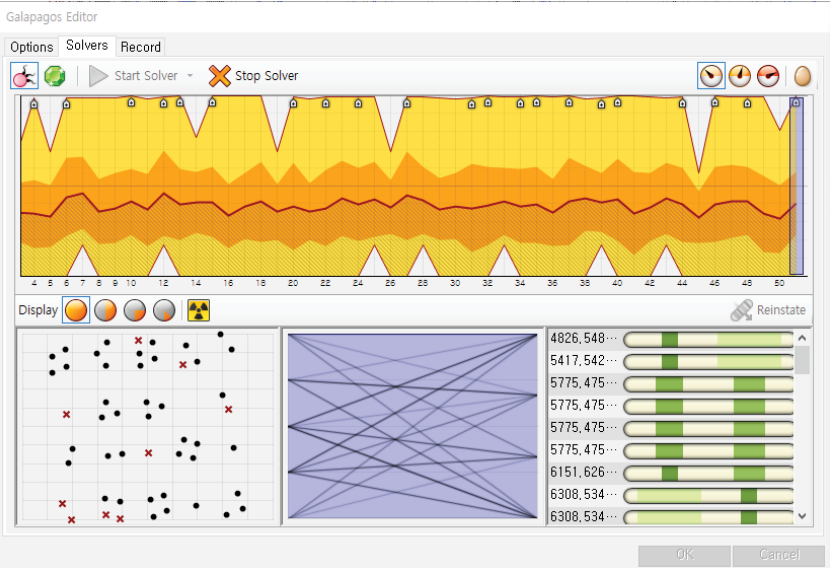 Galapagos Editor
Options Solvers Record
Start Solver Stop Solver
4 5 6 7 8 9 10 12 14 16 18 20 22 24 26 28 30 32 34 36 38 40 42 44 46 48 50
Display Reinstate
4826,548···
5417,542···
5775,475···
5775,475···
5775,475···
5775,475···
6151,626···
6308,534···
6308,534···
OK Cancel